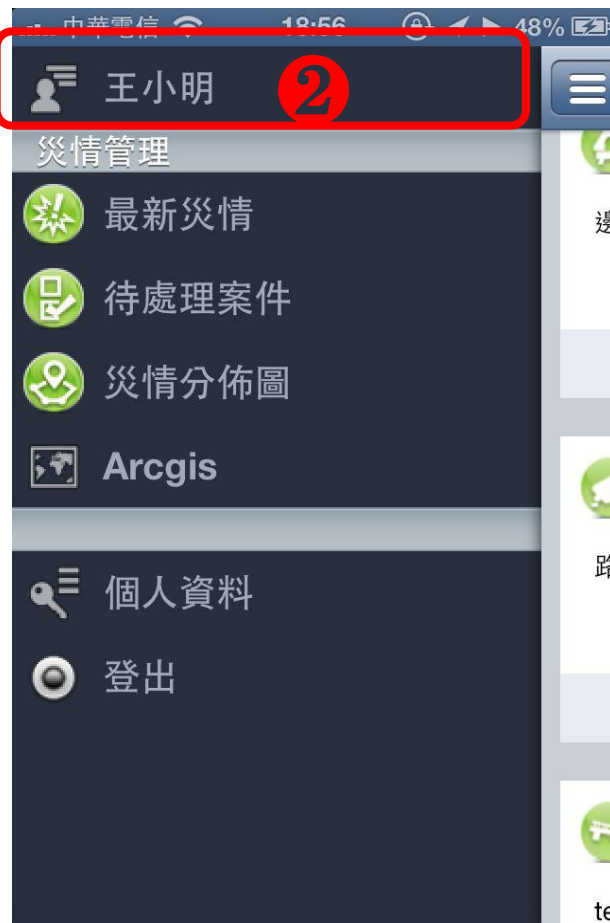 中華電信 18:56 48%
王小明 2
災情管理
最新災情
邊
待處理案件
災情分佈圖
Arcgis
路
個人資料
登出
te